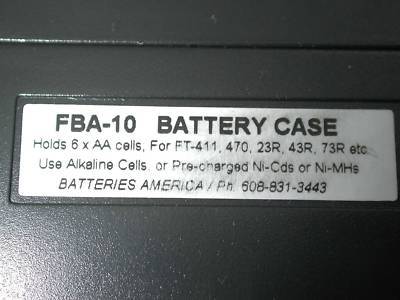 FBA-10 BATTERY CASE
Holds 6 x AA cells, For FT-411, 470, 23R, 43R, 73R etc.
Use Alkaline Cells, or Pre-charged Ni-Cds or Ni-MHs
BATTERIES AMERICA / Ph. 608-831-3443